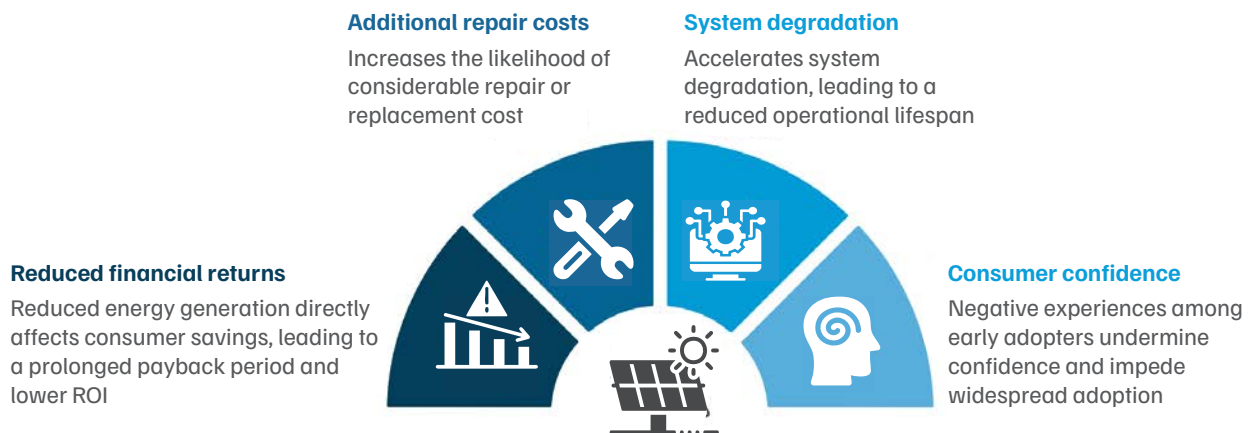 Additional repair costs
Increases the likelihood of
considerable repair or
replacement cost
System degradation
Accelerates system
degradation, leading to a
reduced operational lifespan
Reduced financial returns
Reduced energy generation directly
affects consumer savings, leading to
a prolonged payback period and
lower ROI
Consumer confidence
Negative experiences among
early adopters undermine
confidence and impede
widespread adoption